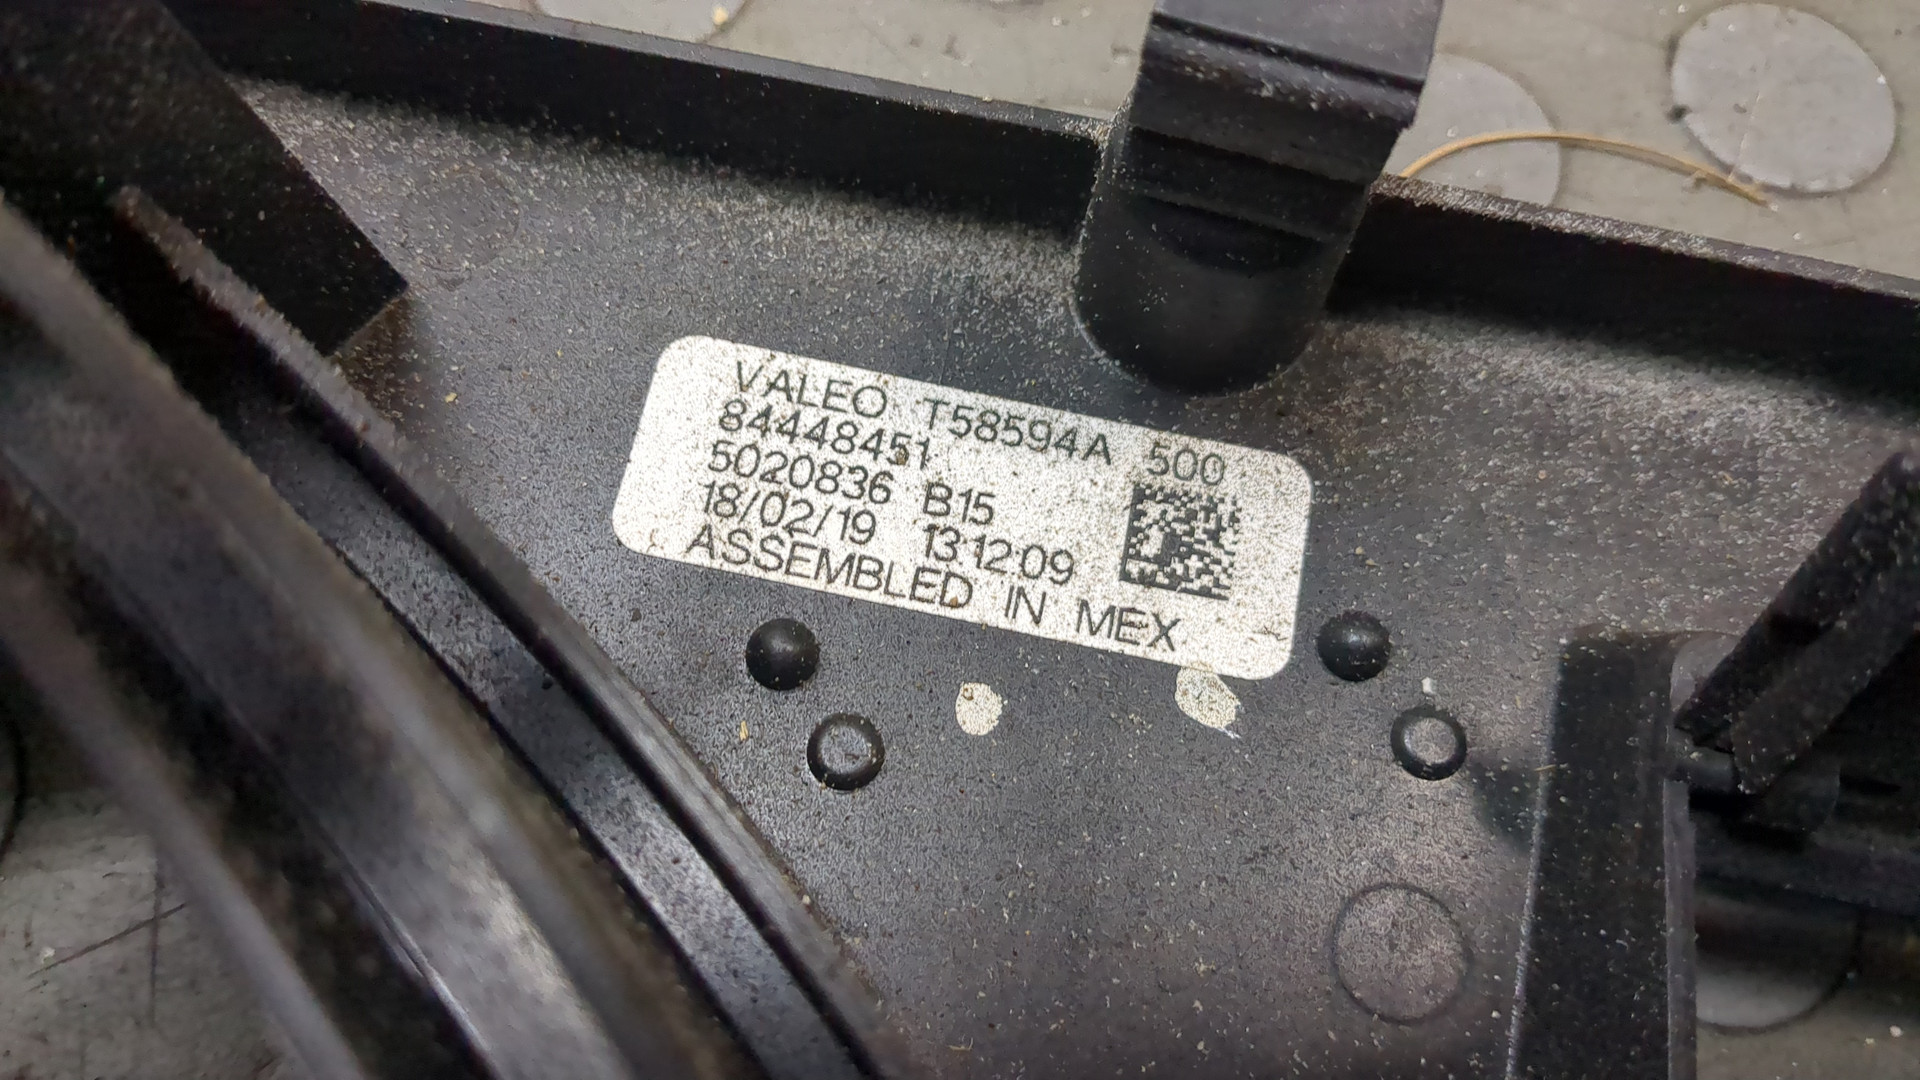 VALEO T58594A 500
84448451
5020836 B15
18/02/19 13:12:09
ASSEMBLED IN MEX